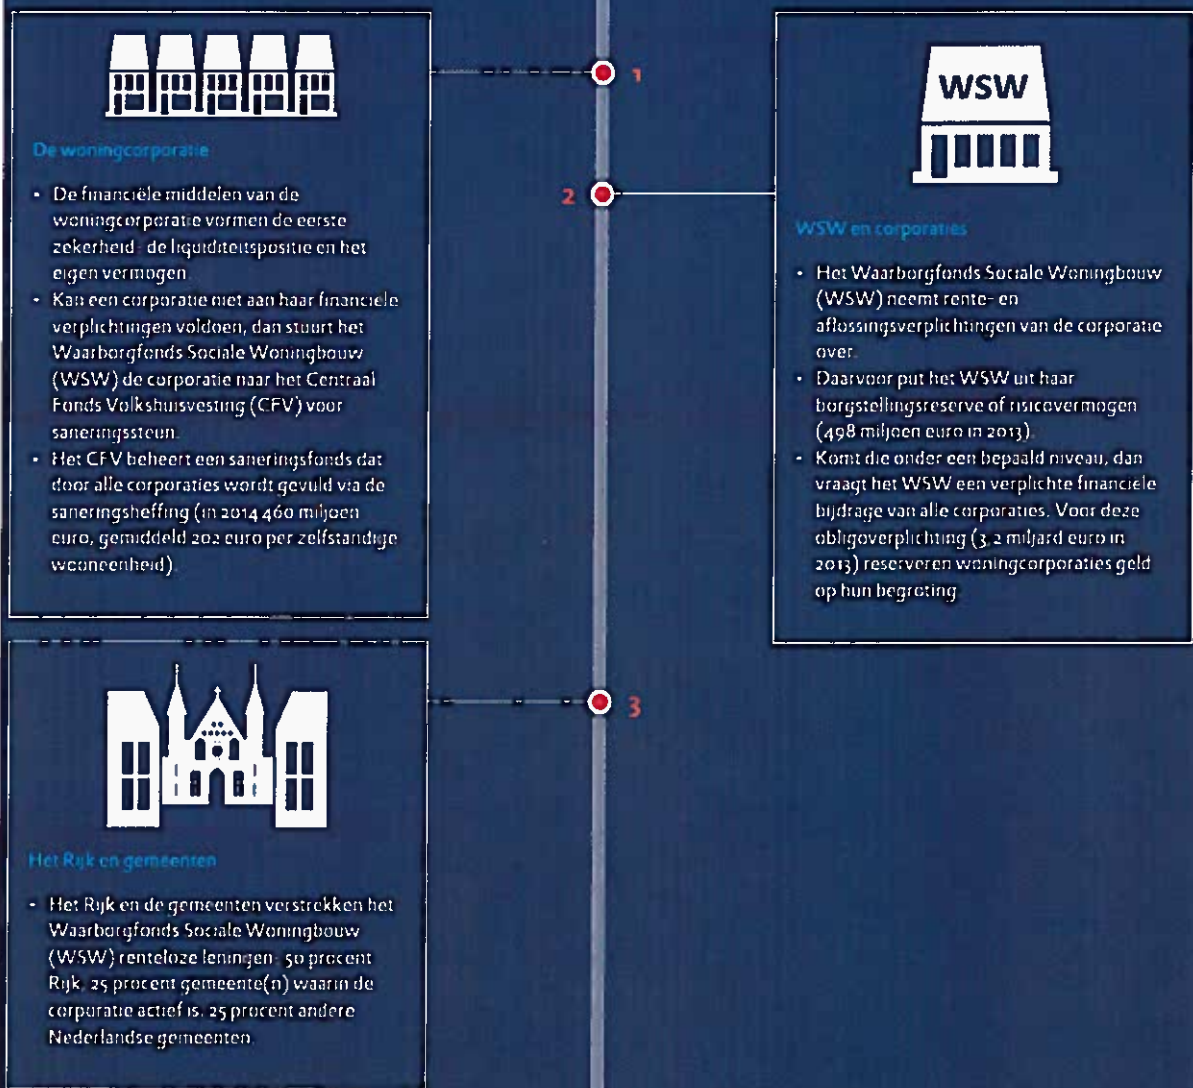 1
De woningcorporatie
• De financiële middelen van de
woningcorporatie vormen de eerste
zekerheid - de liquiditeitspositie en het
eigen vermogen.
• Kan een corporatie niet aan haar financiële
verplichtingen voldoen, dan stuurt het
Waarborgfonds Sociale Woningbouw
(WSW) de corporatie naar het Centraal
Fonds Volkshuisvesting (CFV) voor
saneringssteun.
• Het CFV beheert een saneringsfonds dat
door alle corporaties wordt gevuld via de
saneringsheffing (in 2014 460 miljoen
euro, gemiddeld 202 euro per zelfstandige
wooneenheid).
2
WSW
WSW en corporaties
• Het Waarborgfonds Sociale Woningbouw
(WSW) neemt rente- en
aflossingsverplichtingen van de corporatie
over.
• Daarvoor put het WSW uit haar
borgstellingsreserve of risicovermogen
(498 miljoen euro in 2013).
• Komt die onder een bepaald niveau, dan
vraagt het WSW een verplichte financiële
bijdrage van alle corporaties. Voor deze
obligoverplichting (3,2 miljard euro in
2013) reserveren woningcorporaties geld
op hun begroting
3
Het Rijk en gemeenten
• Het Rijk en de gemeenten verstrekken het
Waarborgfonds Sociale Woningbouw
(WSW) renteloze leningen - 50 procent
Rijk, 25 procent gemeente(n) waarin de
corporatie actief is, 25 procent andere
Nederlandse gemeenten.